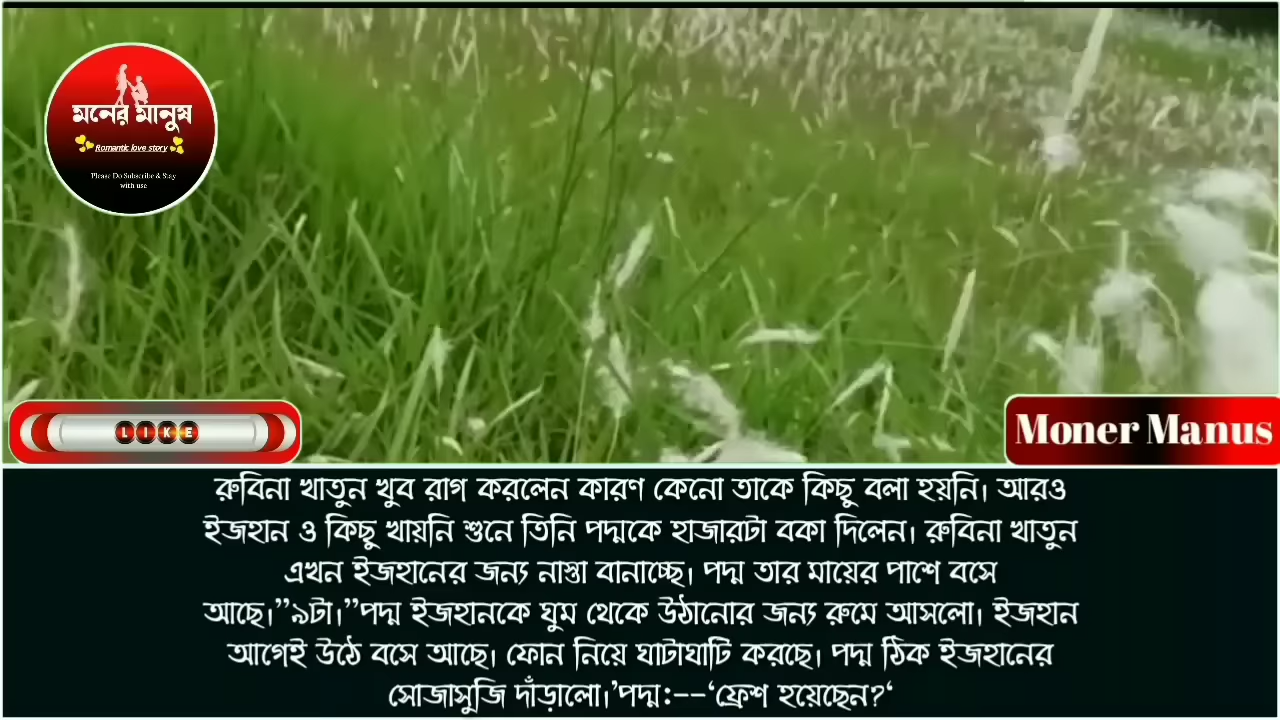 মনের মানুষ
Romantic love story
Please Do Subscribe & Stay
with use
LIKE
Moner Manus
রুবিনা খাতুন খুব রাগ করলেন কারণ কেনো তাকে কিছু বলা হয়নি। আরও
ইজহান ও কিছু খায়নি শুনে তিনি পদ্মকে হাজারটা বকা দিলেন। রুবিনা খাতুন
এখন ইজহানের জন্য নাস্তা বানাচ্ছে। পদ্ম তার মায়ের পাশে বসে
আছে।”৯টা।”পদ্ম ইজহানকে ঘুম থেকে উঠানোর জন্য রুমে আসলো। ইজহান
আগেই উঠে বসে আছে। ফোন নিয়ে ঘাটাঘাটি করছে। পদ্ম ঠিক ইজহানের
সোজাসুজি দাঁড়ালো।’পদ্ম:--‘ফ্রেশ হয়েছেন?‘